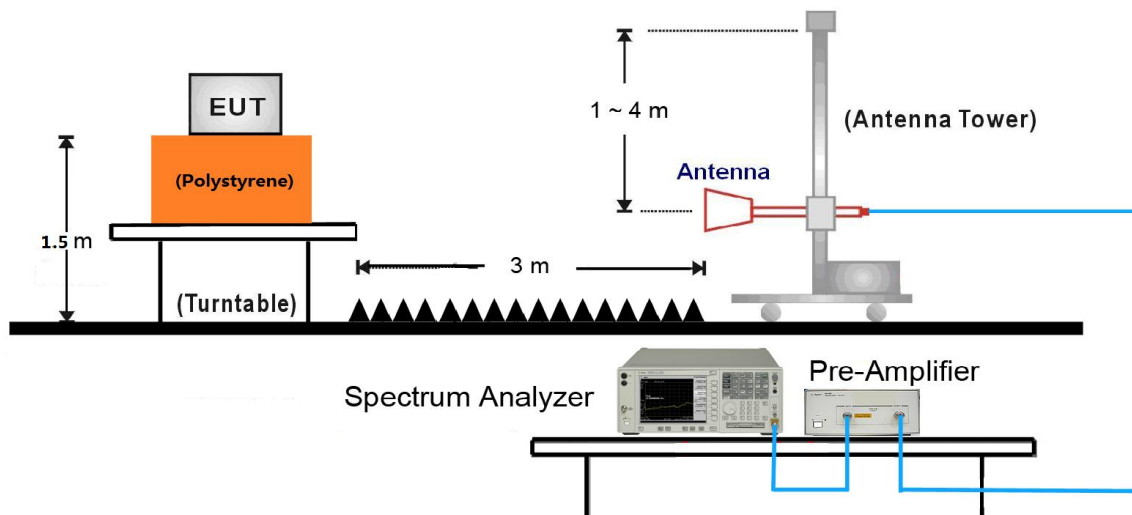 EUT
(Polystyrene)
1.5 m
(Turntable)
3 m
1 ~ 4 m
(Antenna Tower)
Antenna
Spectrum Analyzer
Pre-Amplifier